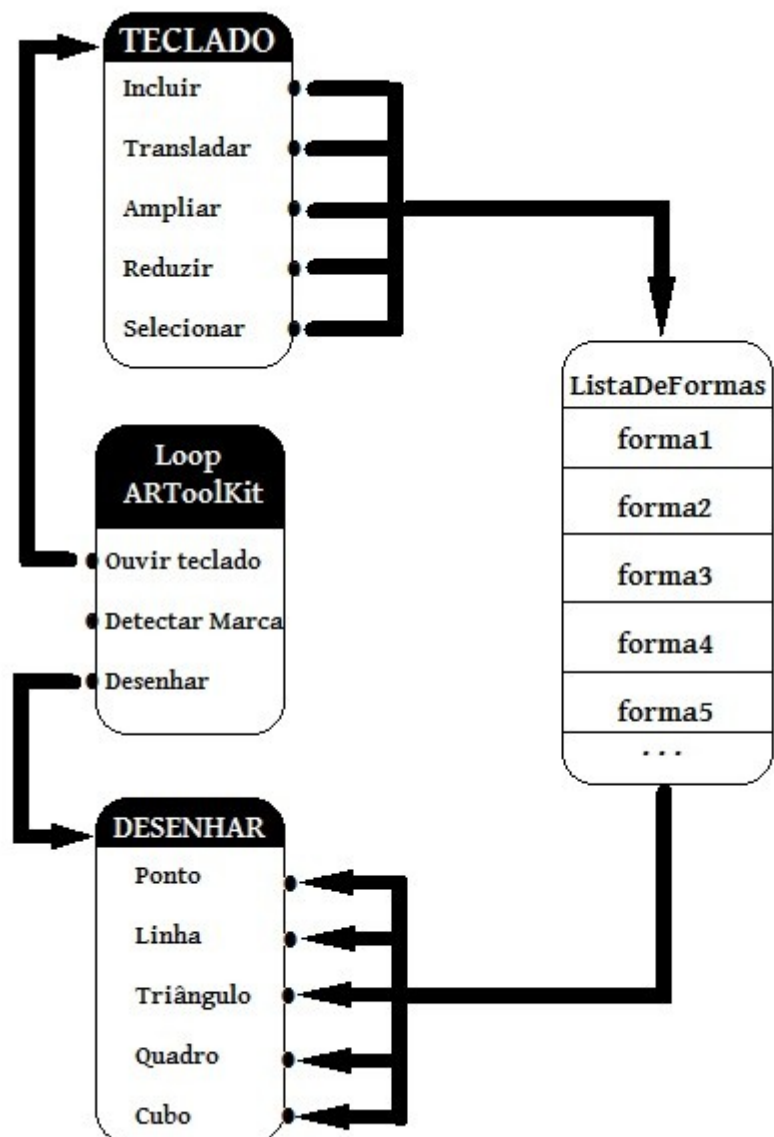 TECLADO
Incluir
Transladar
Ampliar
Reduzir
Selecionar
Loop
ARToolKit
Ouvir teclado
Detectar Marca
Desenhar
ListaDeFormas
forma1
forma2
forma3
forma4
forma5
...
DESENHAR
Ponto
Linha
Triângulo
Quadro
Cubo